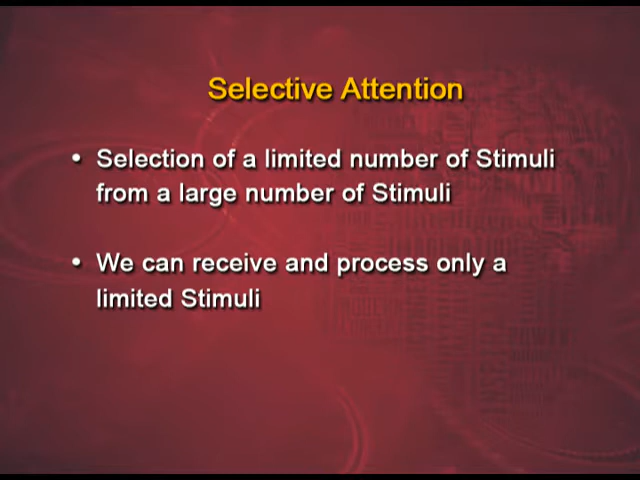 Selective Attention
• Selection of a limited number of Stimuli
from a large number of Stimuli
• We can receive and process only a
limited Stimuli